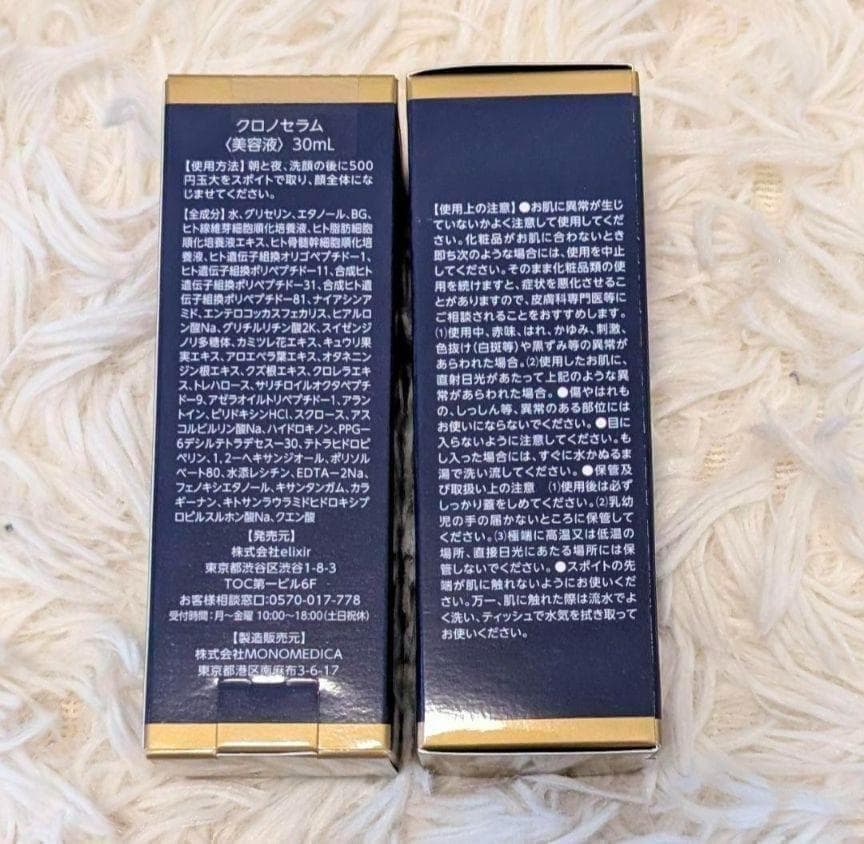 クロノセラム
〈美容液〉 30mL
【使用方法】朝と夜、洗顔の後に500
円玉大をスポイトで取り、顔全体にな
じませてください。
【全成分】水、グリセリン、エタノール、BG、
ヒト線維芽細胞順化培養液、ヒト脂肪細胞
順化培養液エキス、ヒト骨髄幹細胞順化培
養液、ヒト遺伝子組換オリゴペプチド－1、
ヒト遺伝子組換ポリペプチド－11、合成ヒト
遺伝子組換ポリペプチド－31、合成ヒト遺
伝子組換ポリペプチド－81、ナイアシンア
ミド、エンテロコッカスフェカリス、ヒアルロ
ン酸Na、グリチルリチン酸2K、スイゼンジ
ノリ多糖体、カミツレ花エキス、キュウリ果
実エキス、アロエベラ葉エキス、オタネニン
ジン根エキス、クズ根エキス、クロレラエキ
ス、トレハロース、サリチロイルオクタペプチ
ド－9、アゼラオイルトリペプチド－1、アラン
トイン、ピリドキシンHCl、スクロース、アス
コルビルリン酸Na、ハイドロキノン、PPG－
6デシルテトラデセス－30、テトラヒドロピ
ペリン、1，2－ヘキサンジオール、ポリソル
ベート80、水添レシチン、EDTA－2Na、
フェノキシエタノール、キサンタンガム、カラ
ギーナン、キトサンラウラミドヒドロキシプ
ロピルスルホン酸Na、クエン酸
【発売元】
株式会社elixir
東京都渋谷区渋谷1-8-3
TOC第一ビル6F
お客様相談窓口:0570-017-778
受付時間：月～金曜 10:00～18:00（土日祝休）
【製造販売元】
株式会社MONOMEDICA
東京都港区南麻布3-6-17
【使用上の注意】●お肌に異常が生じ
ていないかよく注意して使用してくだ
さい。化粧品がお肌に合わないとき
即ち次のような場合には、使用を中止
してください。そのまま化粧品類の使
用を続けますと、症状を悪化させるこ
とがありますので、皮膚科専門医等に
ご相談されることをおすすめします。
(1)使用中、赤味、はれ、かゆみ、刺激、
色抜け（白斑等）や黒ずみ等の異常が
あらわれた場合。(2)使用したお肌に、
直射日光があたって上記のような異
常があらわれた場合。●傷やはれも
の、しっしん等、異常のある部位には
お使いにならないでください。●目に
入らないように注意してください。も
し入った場合には、すぐに水かぬるま
湯で洗い流してください。●保管及
び取扱い上の注意 (1)使用後は必ず
しっかり蓋をしめてください。(2)乳幼
児の手の届かないところに保管して
ください。(3)極端に高温又は低温の
場所、直接日光にあたる場所には保
管しないでください。●スポイトの先
端が肌に触れないようにお使いくだ
さい。万一、肌に触れた際は流水でよ
く洗い、ティッシュで水気を拭き取って
お使いください。